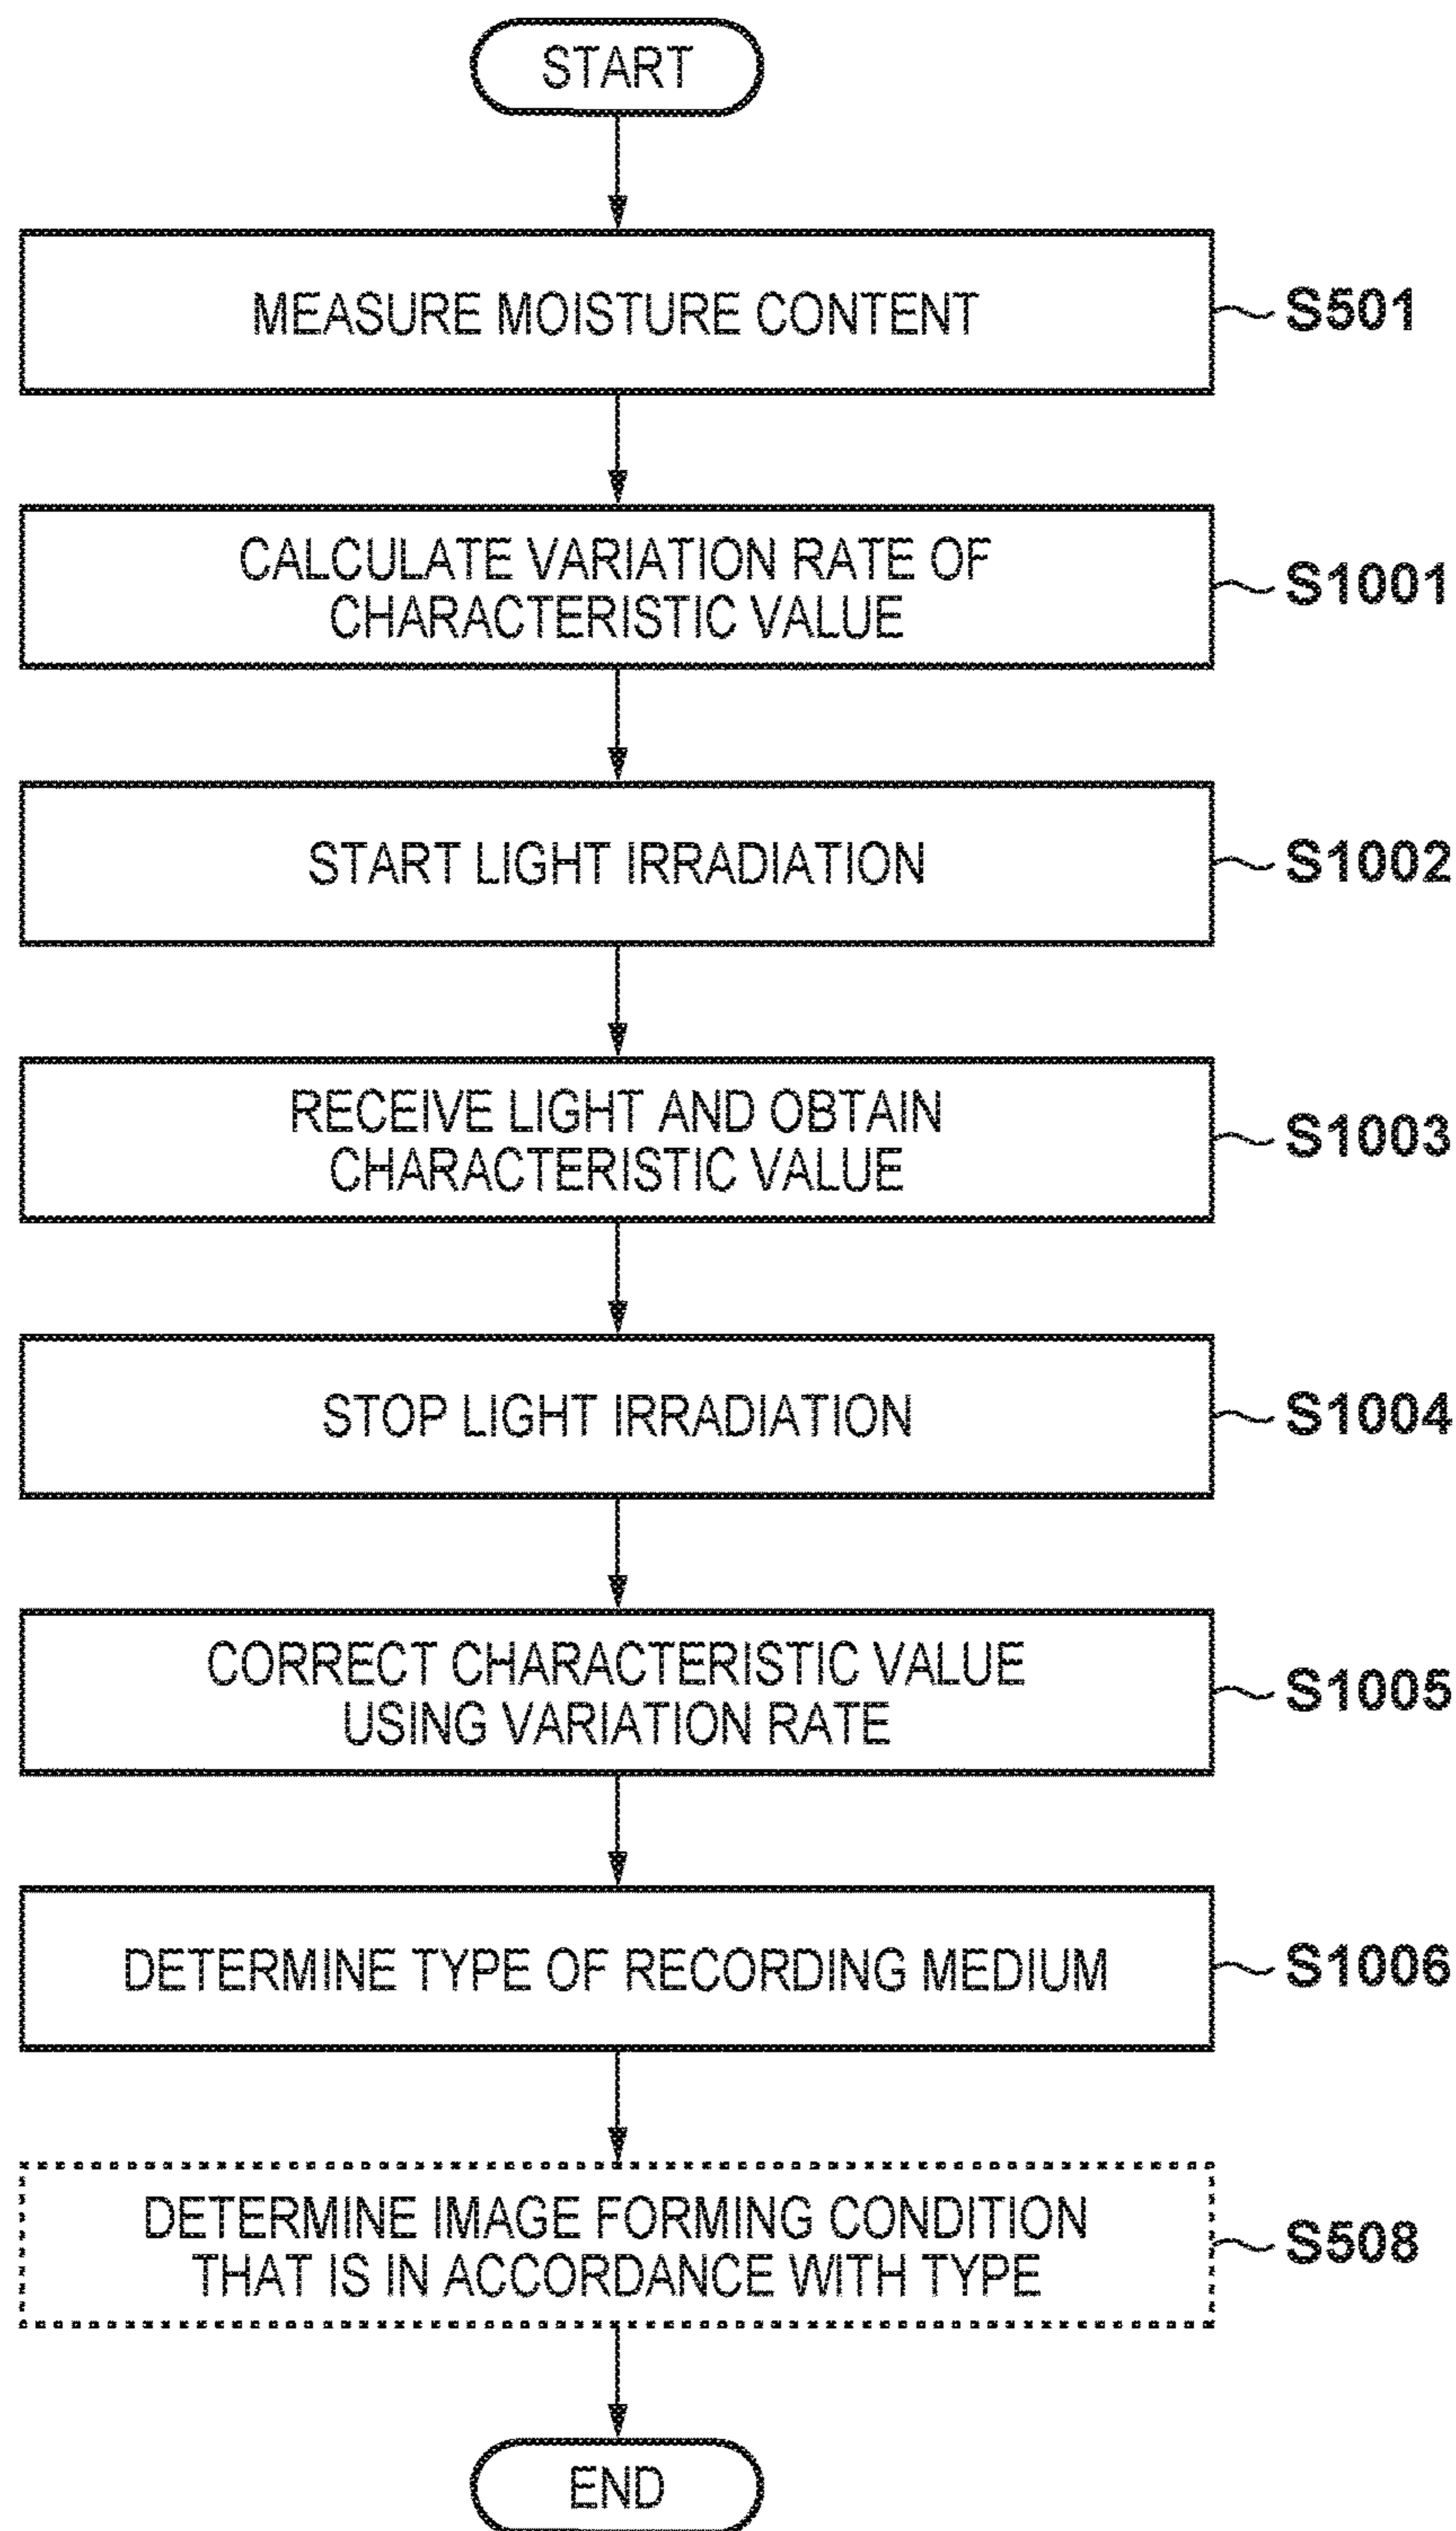 START
MEASURE MOISTURE CONTENT
S501
CALCULATE VARIATION RATE OF
CHARACTERISTIC VALUE
S1001
START LIGHT IRRADIATION
S1002
RECEIVE LIGHT AND OBTAIN
CHARACTERISTIC VALUE
S1003
STOP LIGHT IRRADIATION
S1004
CORRECT CHARACTERISTIC VALUE
USING VARIATION RATE
S1005
DETERMINE TYPE OF RECORDING MEDIUM
S1006
DETERMINE IMAGE FORMING CONDITION
THAT IS IN ACCORDANCE WITH TYPE
S508
END